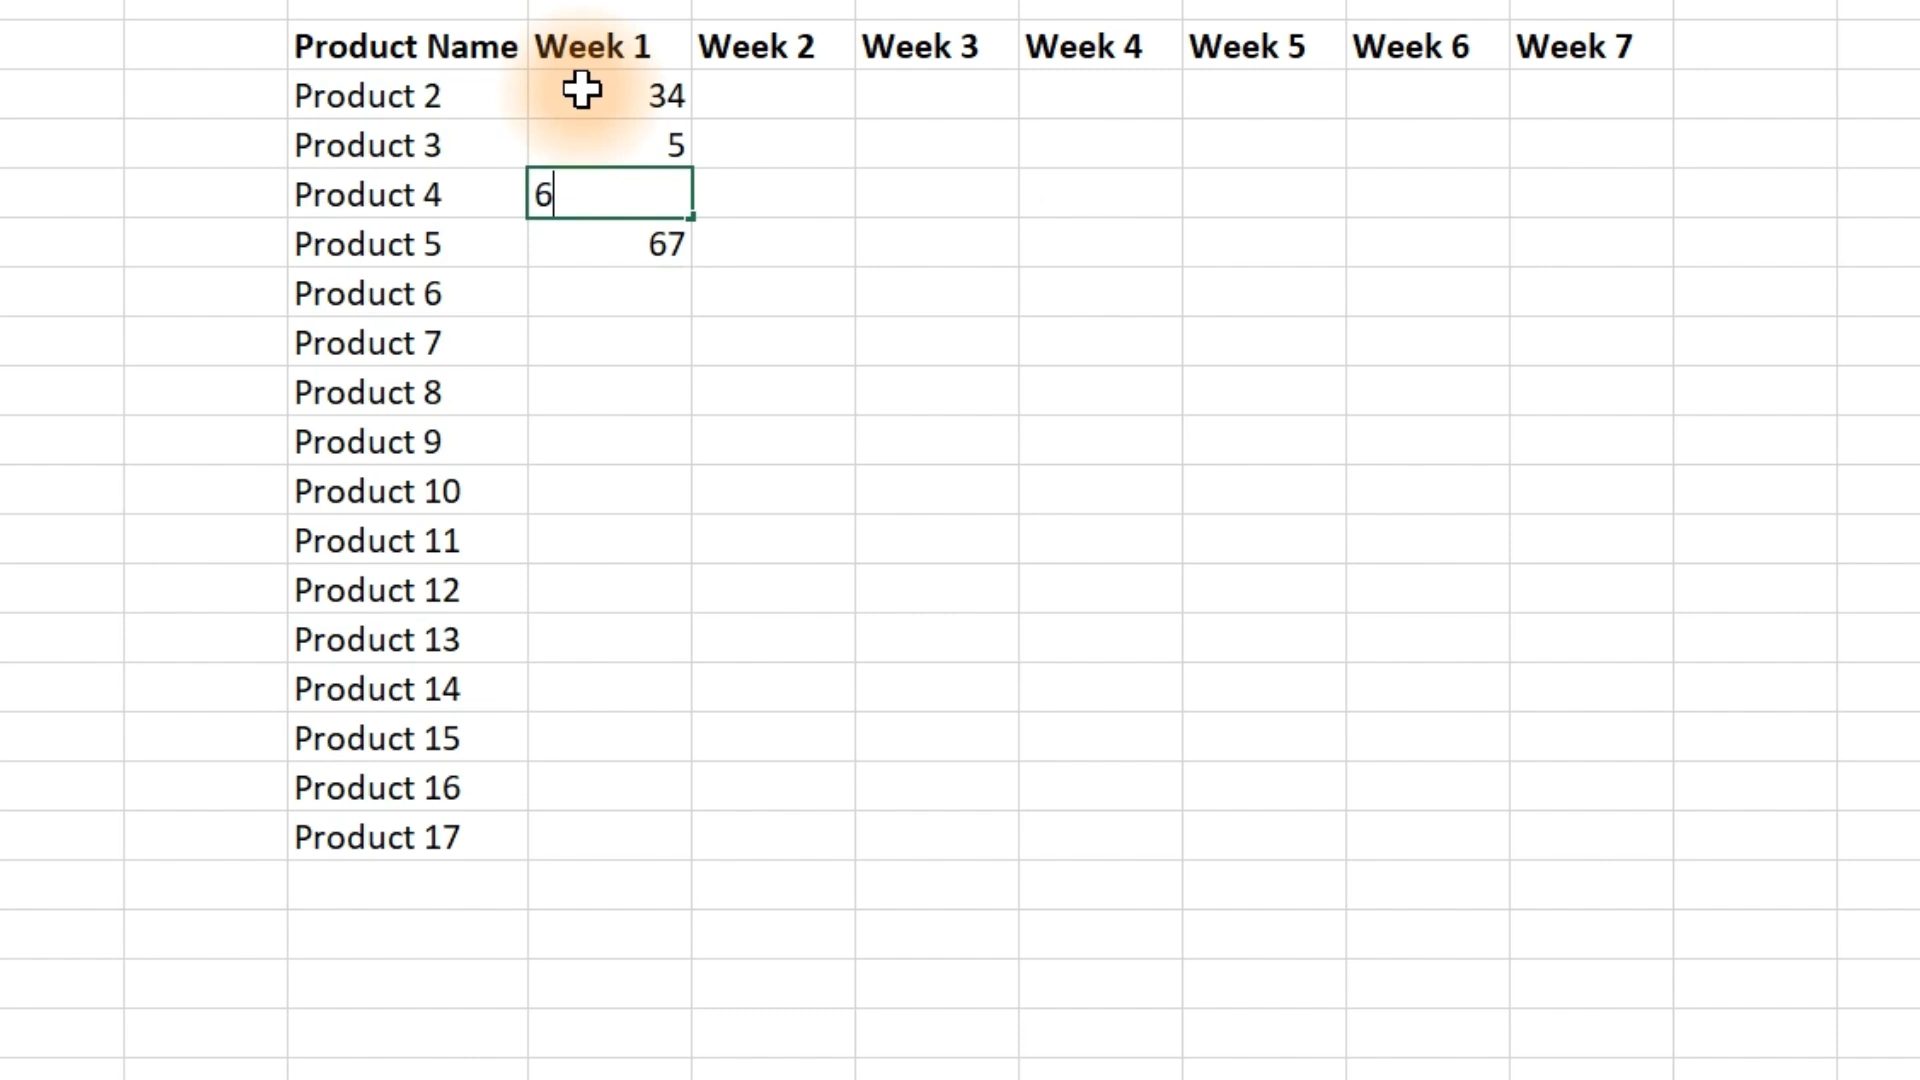 Product Name Week 1 Week 2 Week 3 Week 4 Week 5 Week 6 Week 7
Product 2 34
Product 3 5
Product 4 6
Product 5 67
Product 6
Product 7
Product 8
Product 9
Product 10
Product 11
Product 12
Product 13
Product 14
Product 15
Product 16
Product 17